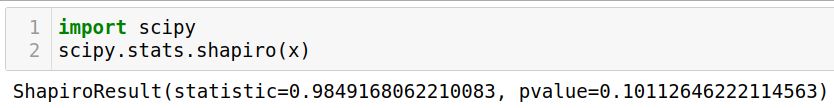 1 import scipy
2 scipy.stats.shapiro(x)
ShapiroResult(statistic=0.9849168062210083, pvalue=0.10112646222114563)